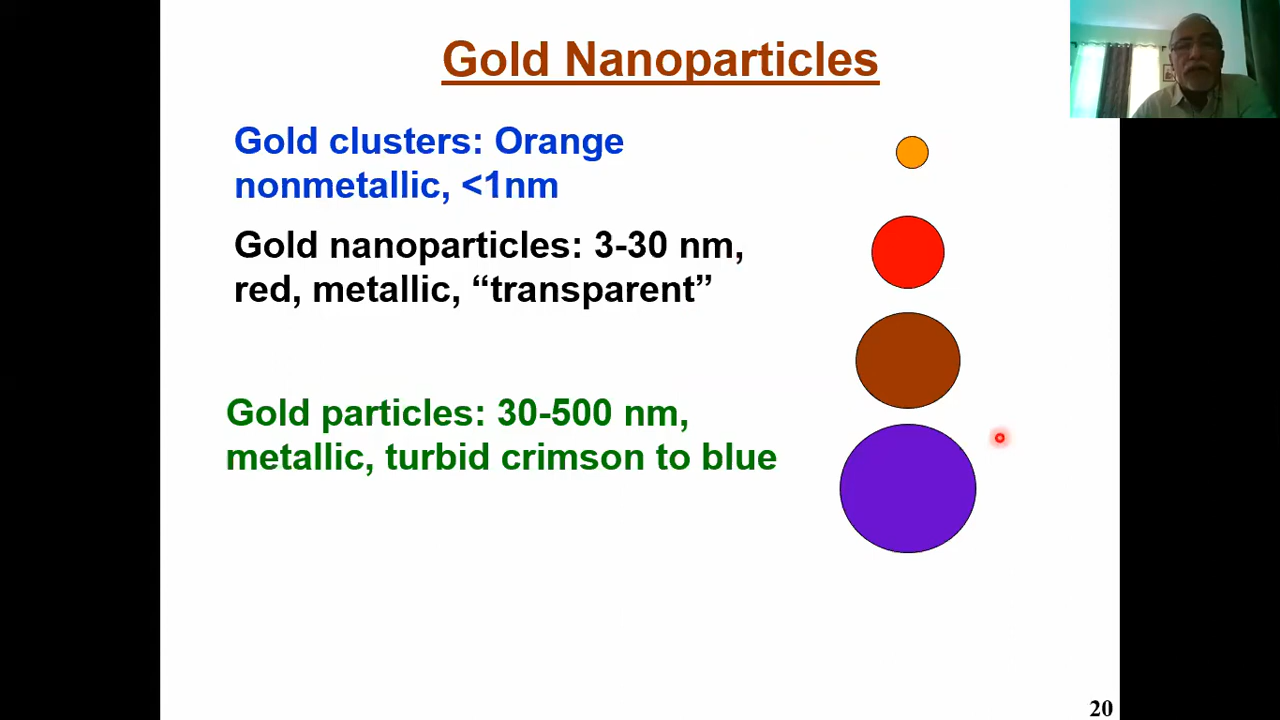 Gold Nanoparticles
Gold clusters: Orange
nonmetallic, <1nm
Gold nanoparticles: 3-30 nm,
red, metallic, “transparent”
Gold particles: 30-500 nm,
metallic, turbid crimson to blue
20